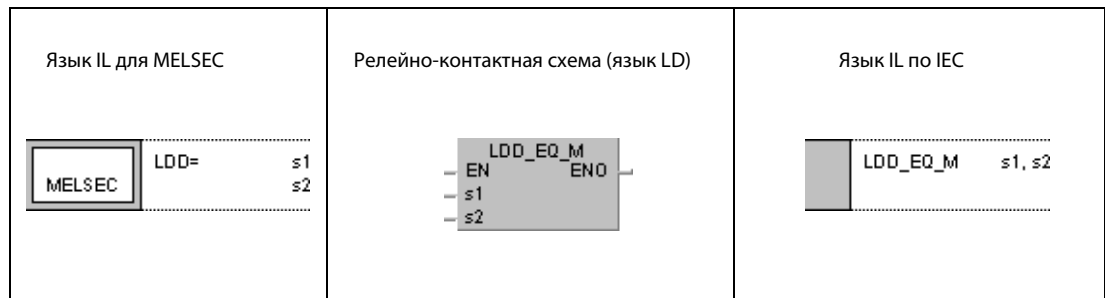 Язык IL для MELSEC
MELSEC
LDD= s1
s2
Релейно-контактная схема (язык LD)
LDD_EQ_M
EN ENO
s1
s2
Язык IL по IEC
LDD_EQ_M s1, s2